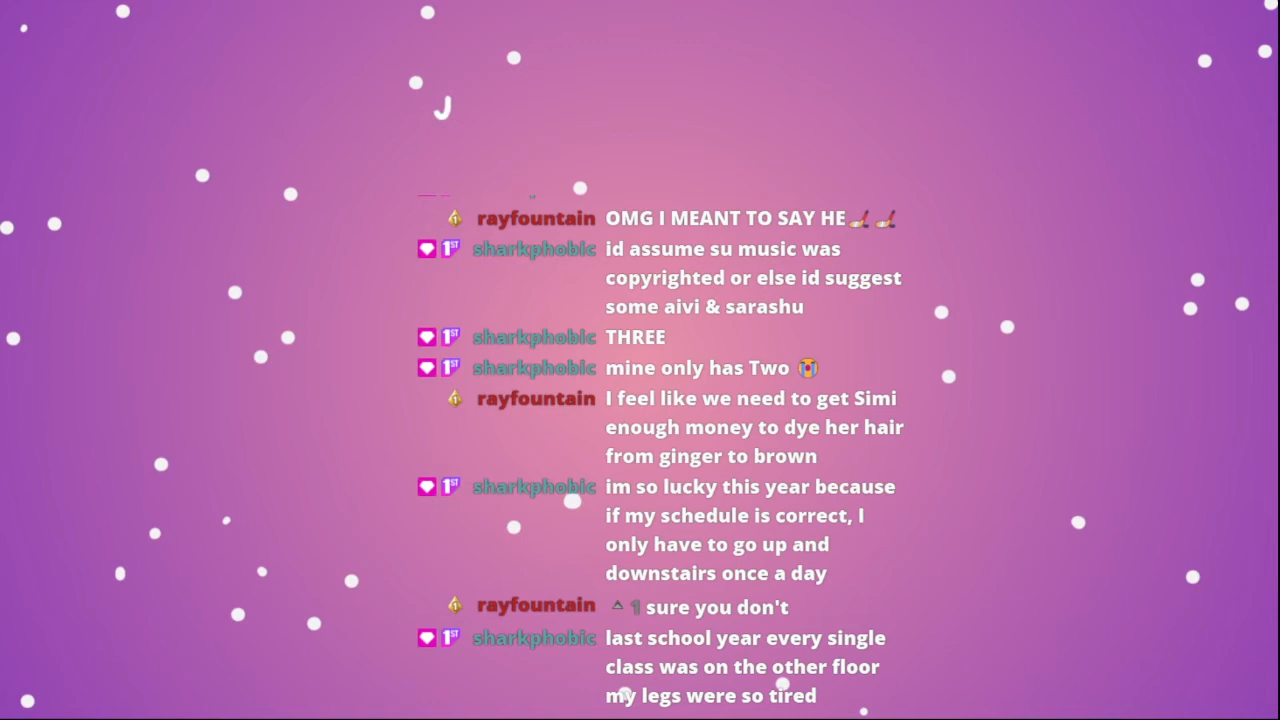 J
rayfountain OMG I MEANT TO SAY HE
sharkphobic id assume su music was
copyrighted or else id suggest
some aivi & sarashu
sharkphobic THREE
sharkphobic mine only has Two
rayfountain I feel like we need to get Simi
enough money to dye her hair
from ginger to brown
sharkphobic im so lucky this year because
if my schedule is correct, I
only have to go up and
downstairs once a day
rayfountain 1 sure you don't
sharkphobic last school year every single
class was on the other floor
my legs were so tired